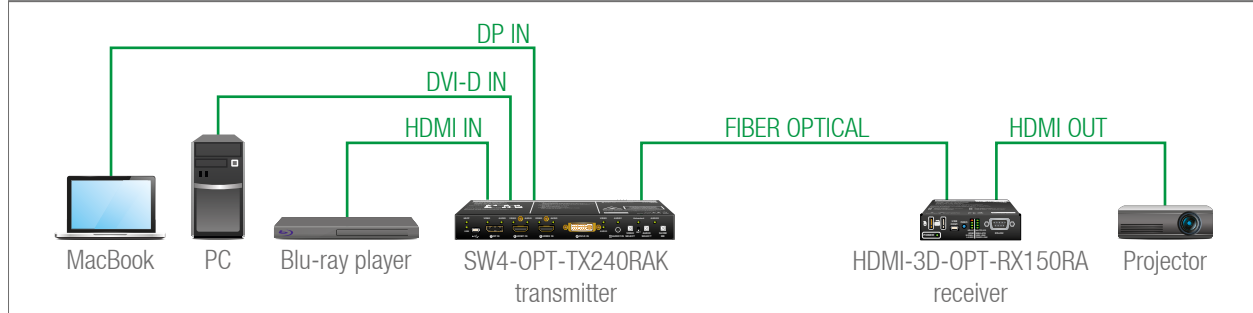 DP IN
DVI-D IN
HDMI IN
FIBER OPTICAL
HDMI OUT
MacBook
PC
Blu-ray player
SW4-OPT-TX240RAK
transmitter
HDMI-3D-OPT-RX150RA
receiver
Projector